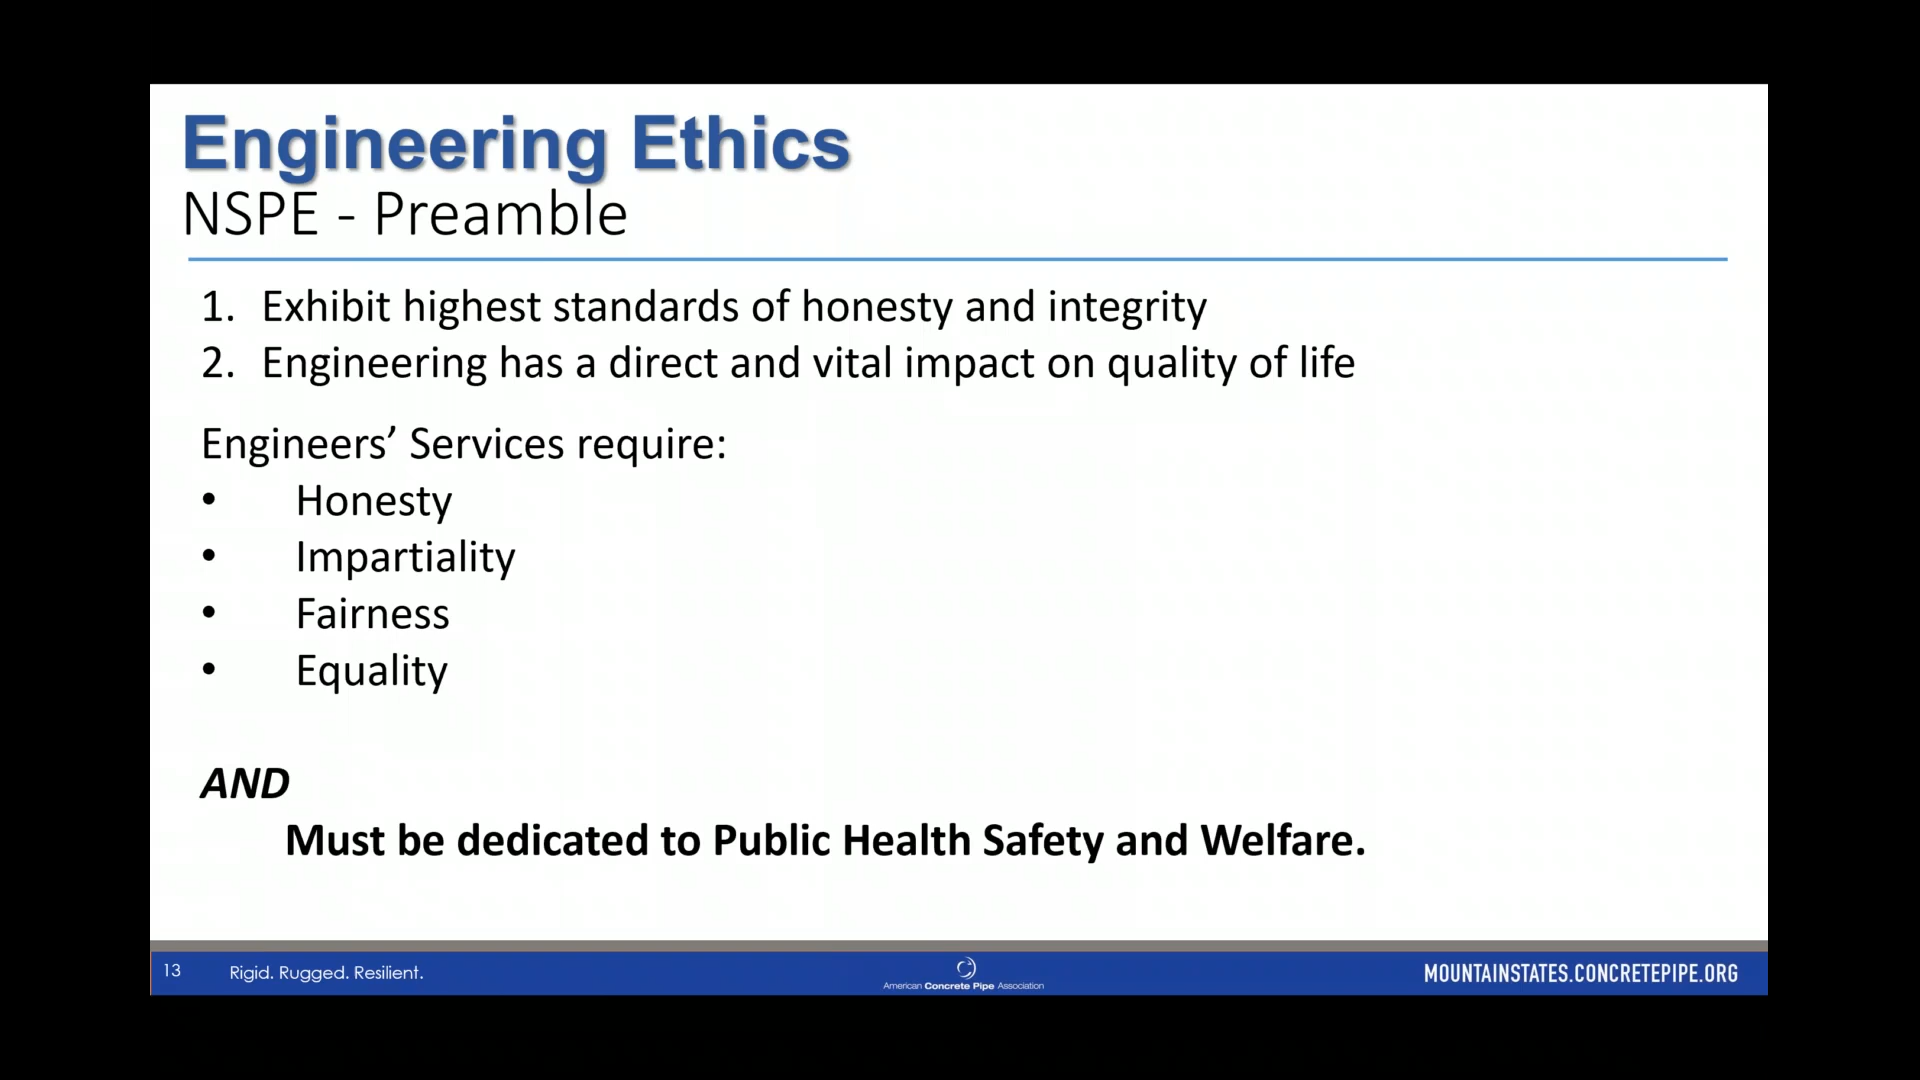 Engineering Ethics
NSPE - Preamble
1. Exhibit highest standards of honesty and integrity
2. Engineering has a direct and vital impact on quality of life
Engineers’ Services require:
• Honesty
• Impartiality
• Fairness
• Equality
AND
Must be dedicated to Public Health Safety and Welfare.
13 Rigid. Rugged. Resilient.
American Concrete Pipe Association
MOUNTAINSTATES.CONCRETEPIPE.ORG